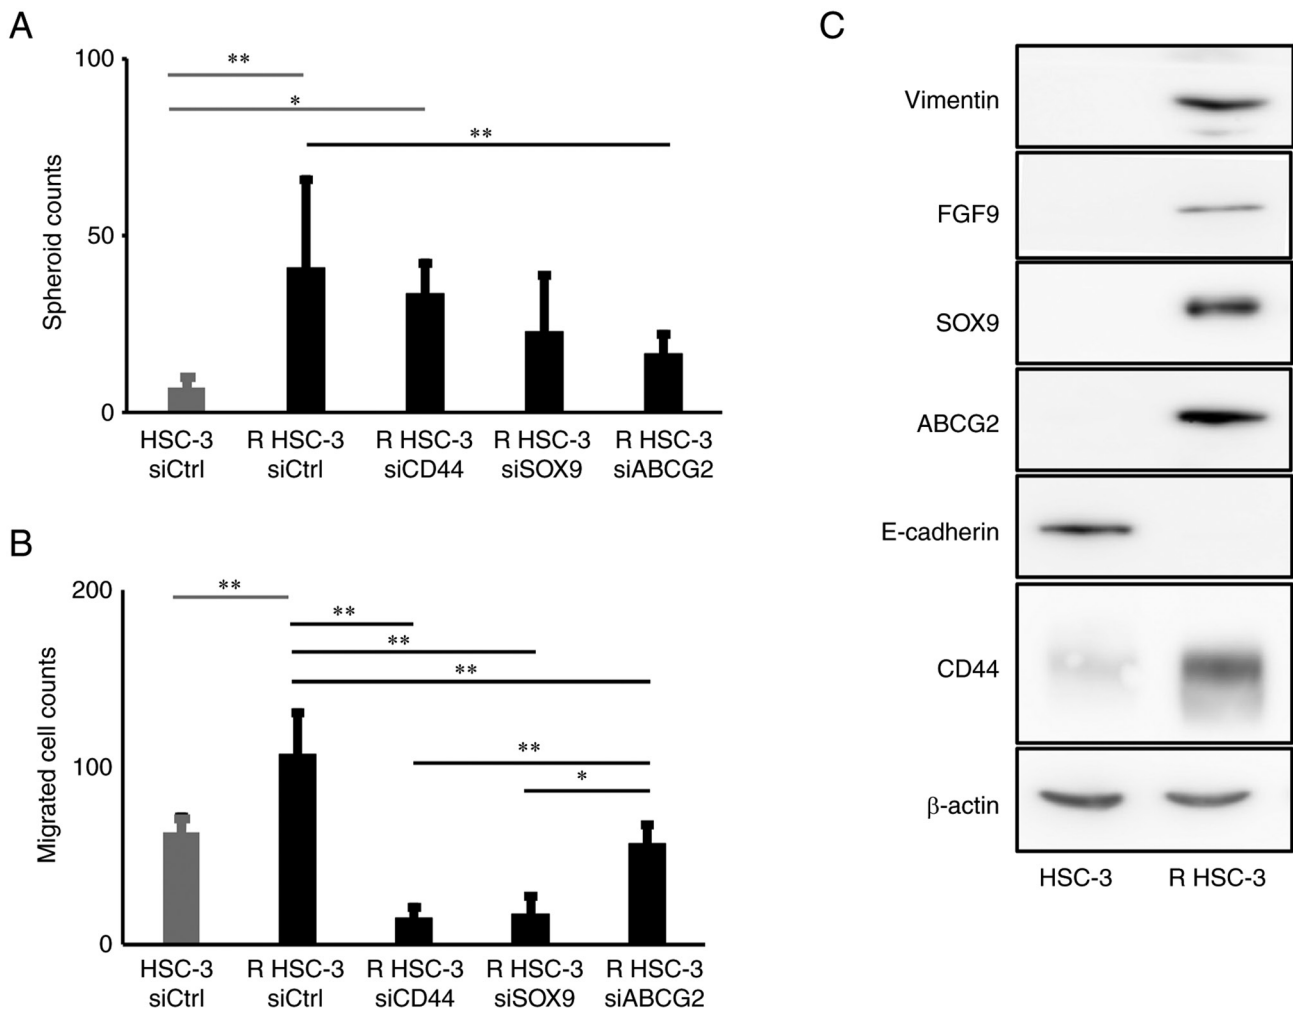 A
100
50
0
Spheroid counts
**
*
**
HSC-3 siCtrl
R HSC-3 siCtrl
R HSC-3 siCD44
R HSC-3 siSOX9
R HSC-3 siABCG2
B
200
100
0
Migrated cell counts
**
**
**
**
**
*
HSC-3 siCtrl
R HSC-3 siCtrl
R HSC-3 siCD44
R HSC-3 siSOX9
R HSC-3 siABCG2
C
Vimentin
FGF9
SOX9
ABCG2
E-cadherin
CD44
β-actin
HSC-3
R HSC-3